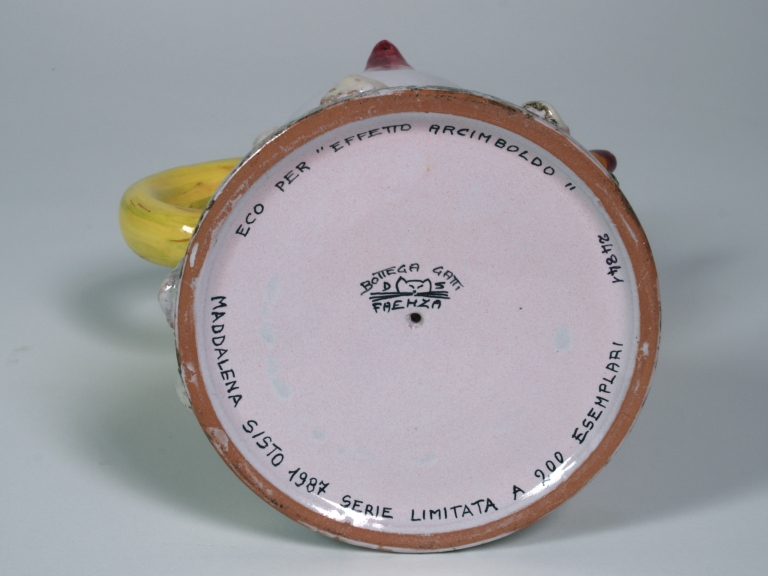 ECO PER "EFFETTO ARCIMBOLDO"
14842
BOTTEGA GATTI
D S
FAENZA
MADDALENA SISTO 1987 SERIE LIMITATA A 200 ESEMPLARI